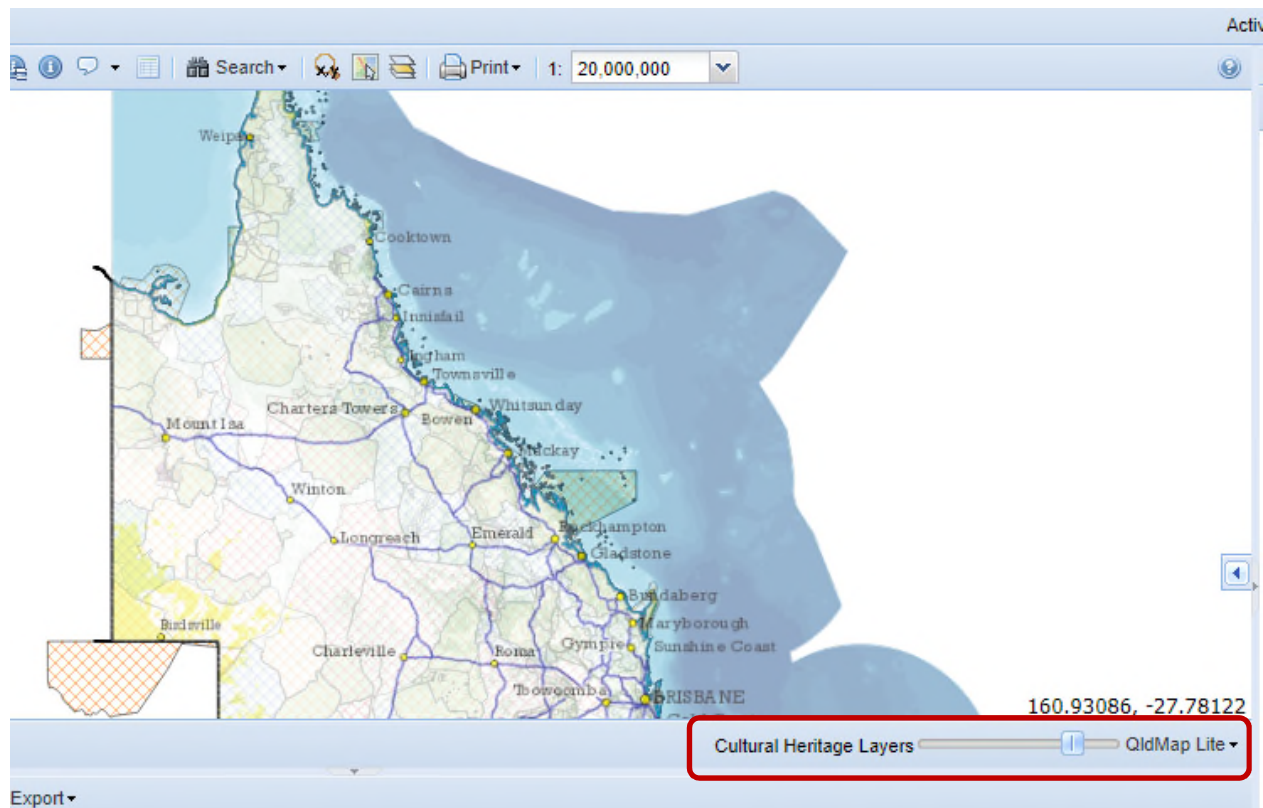 Activ
Search
Print
1: 20,000,000
Weipa
Cooktown
Cairns
Innisfail
Ingham
Townsville
Charters Towers
Whitsunday
Bowen
Mount Isa
Mackay
Winton
Rockhampton
Longreach
Emerald
Gladstone
Bundaberg
Birdsville
Maryborough
Charleville
Roma
Gympie
Sunshine Coast
Toowoomba
BRISBANE
160.93086, -27.78122
Cultural Heritage Layers
QldMap Lite
Export